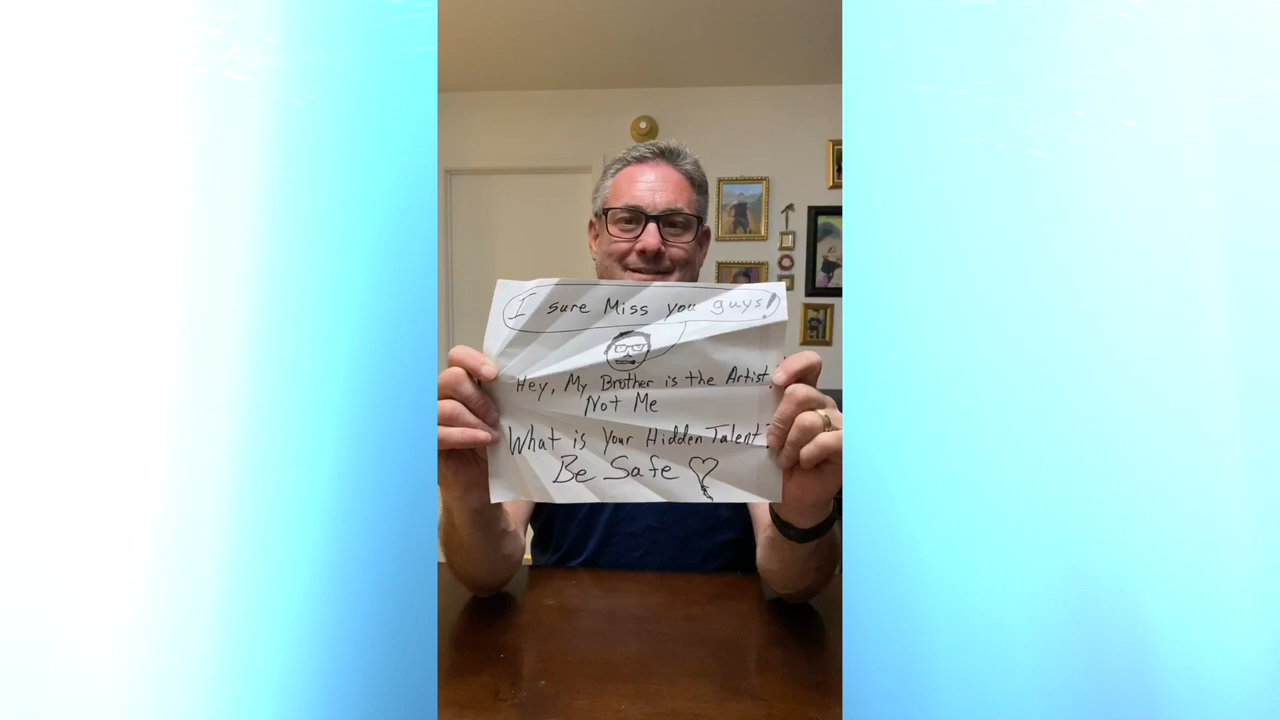 I sure Miss you guys!
Hey, My Brother is the Artist,
Not Me
What is Your Hidden Talent?
Be Safe